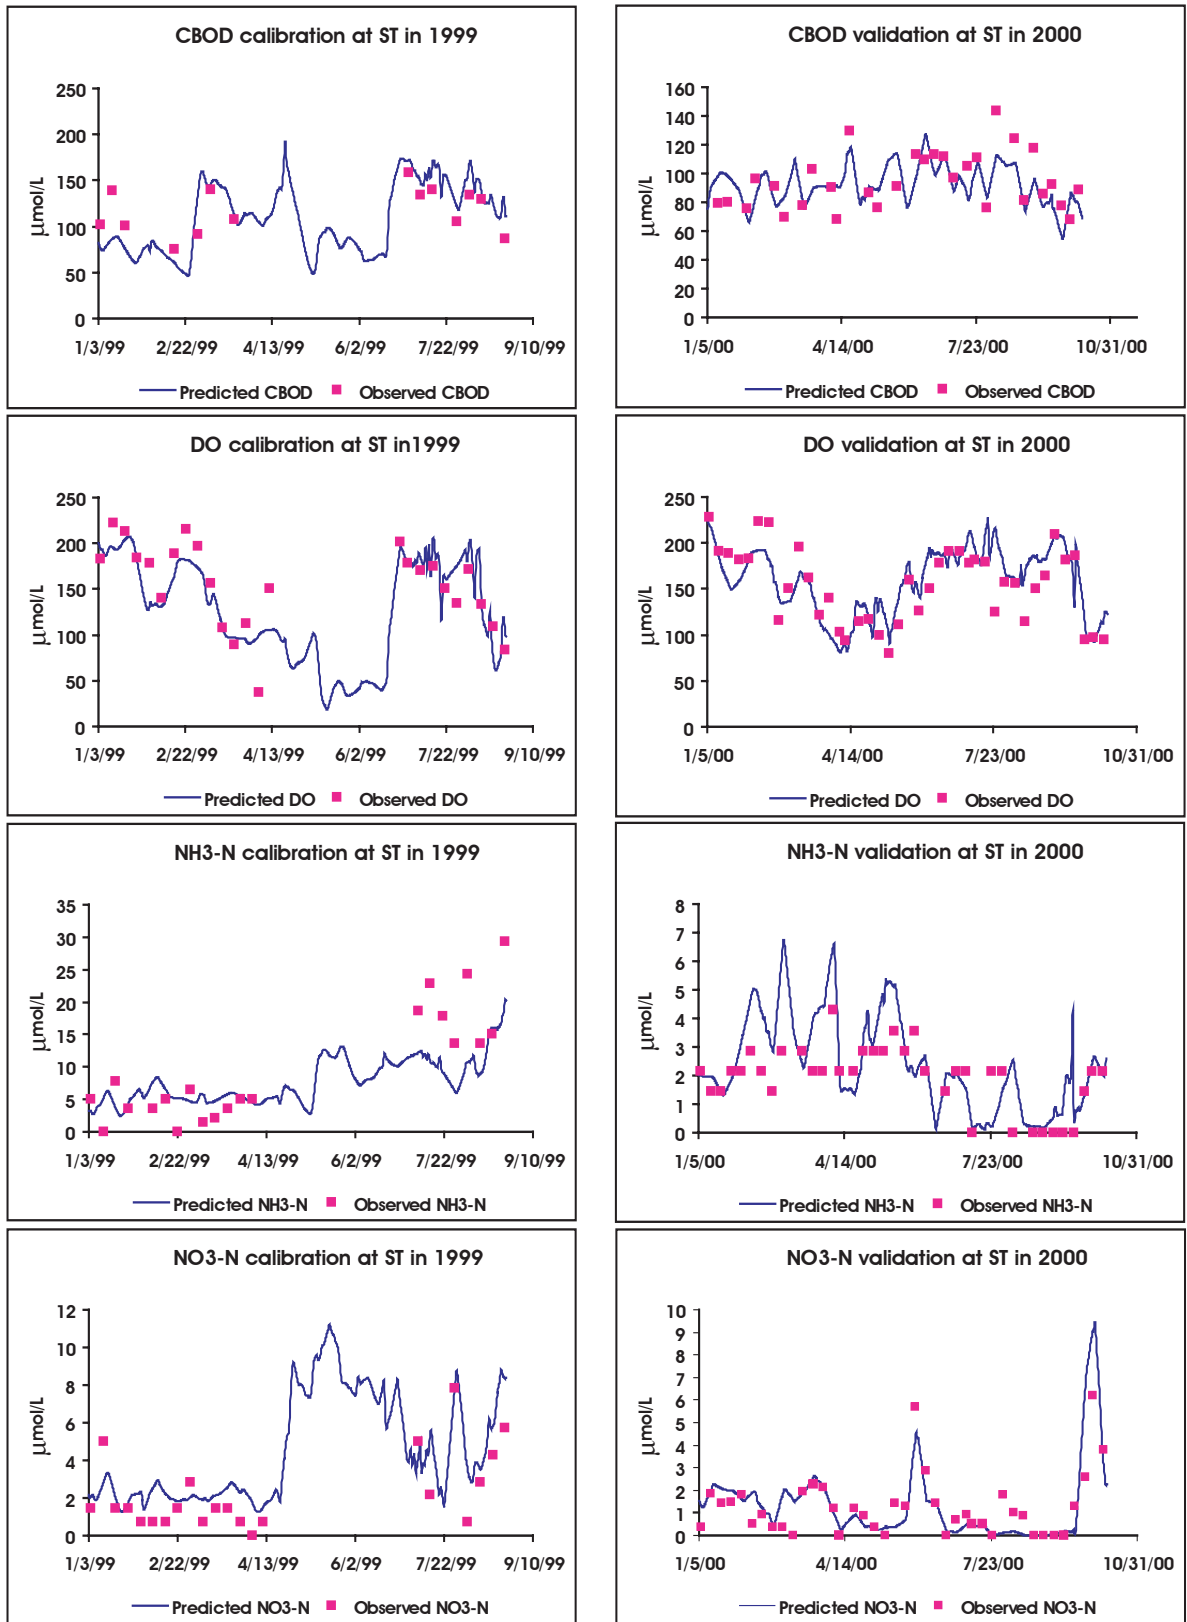 CBOD calibration at ST in 1999
250
200
150
100
50
0
µmol/L
1/3/99 2/22/99 4/13/99 6/2/99 7/22/99 9/10/99
Predicted CBOD Observed CBOD
CBOD validation at ST in 2000
160
140
120
100
80
60
40
20
0
µmol/L
1/5/00 4/14/00 7/23/00 10/31/00
Predicted CBOD Observed CBOD
DO calibration at ST in1999
250
200
150
100
50
0
µmol/L
1/3/99 2/22/99 4/13/99 6/2/99 7/22/99 9/10/99
Predicted DO Observed DO
DO validation at ST in 2000
250
200
150
100
50
0
µmol/L
1/5/00 4/14/00 7/23/00 10/31/00
Predicted DO Observed DO
NH3-N calibration at ST in 1999
35
30
25
20
15
10
5
0
µmol/L
1/3/99 2/22/99 4/13/99 6/2/99 7/22/99 9/10/99
Predicted NH3-N Observed NH3-N
NH3-N validation at ST in 2000
8
7
6
5
4
3
2
1
0
µmol/L
1/5/00 4/14/00 7/23/00 10/31/00
Predicted NH3-N Observed NH3-N
NO3-N calibration at ST in 1999
12
10
8
6
4
2
0
µmol/L
1/3/99 2/22/99 4/13/99 6/2/99 7/22/99 9/10/99
Predicted NO3-N Observed NO3-N
NO3-N validation at ST in 2000
10
9
8
7
6
5
4
3
2
1
0
µmol/L
1/5/00 4/14/00 7/23/00 10/31/00
Predicted NO3-N Observed NO3-N